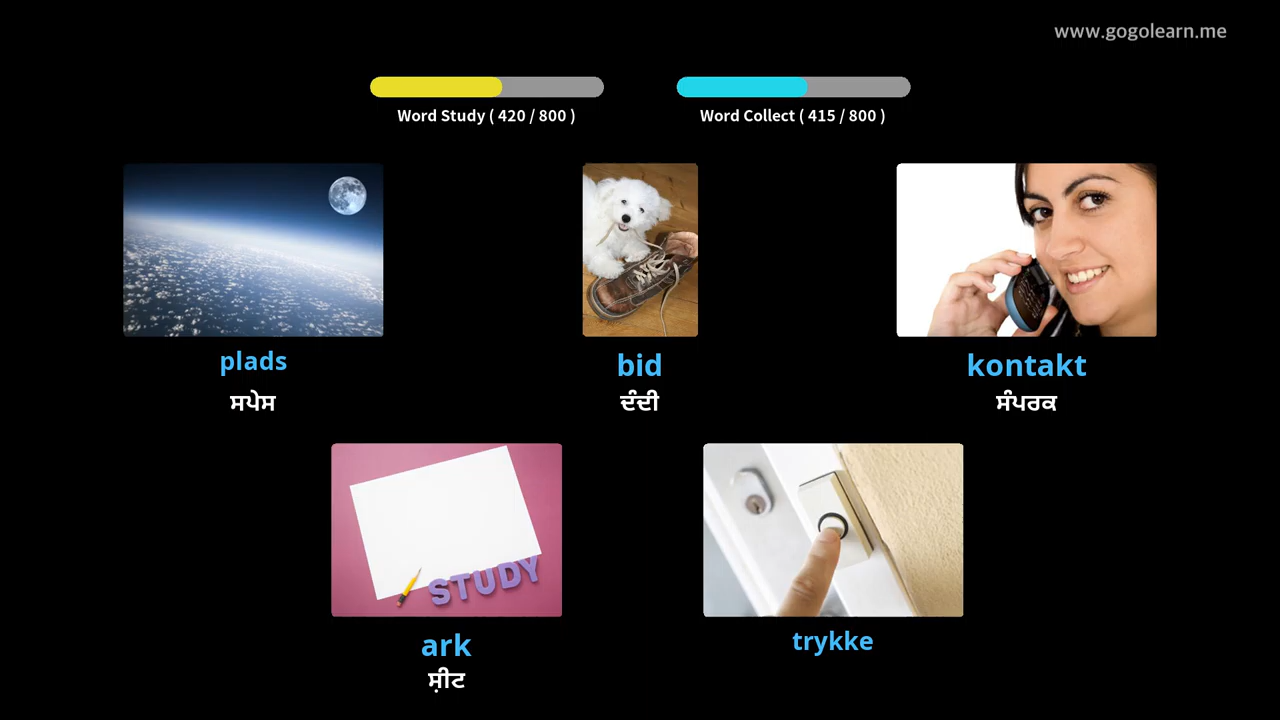 www.gogolearn.me
Word Study ( 420 / 800 )
Word Collect ( 415 / 800 )
plads
ਸਪੇਸ
bid
ਦੰਦੀ
kontakt
ਸੰਪਰਕ
STUDY
ark
ਸ਼ੀਟ
trykke